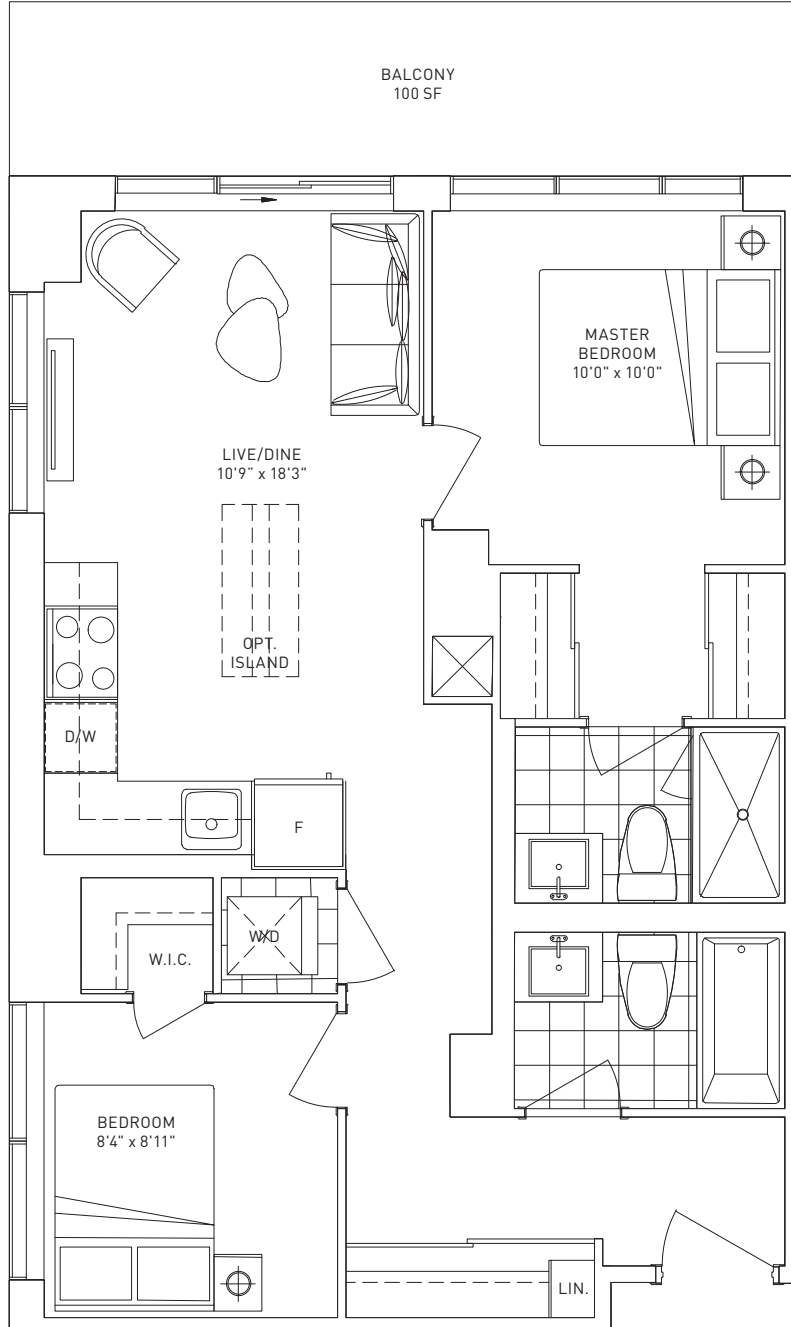 BALCONY
100 SF
MASTER
BEDROOM
10'0" x 10'0"
LIVE/DINE
10'9" x 18'3"
OPT.
ISLAND
D/W
F
W/D
W.I.C.
BEDROOM
8'4" x 8'11"
LIN.